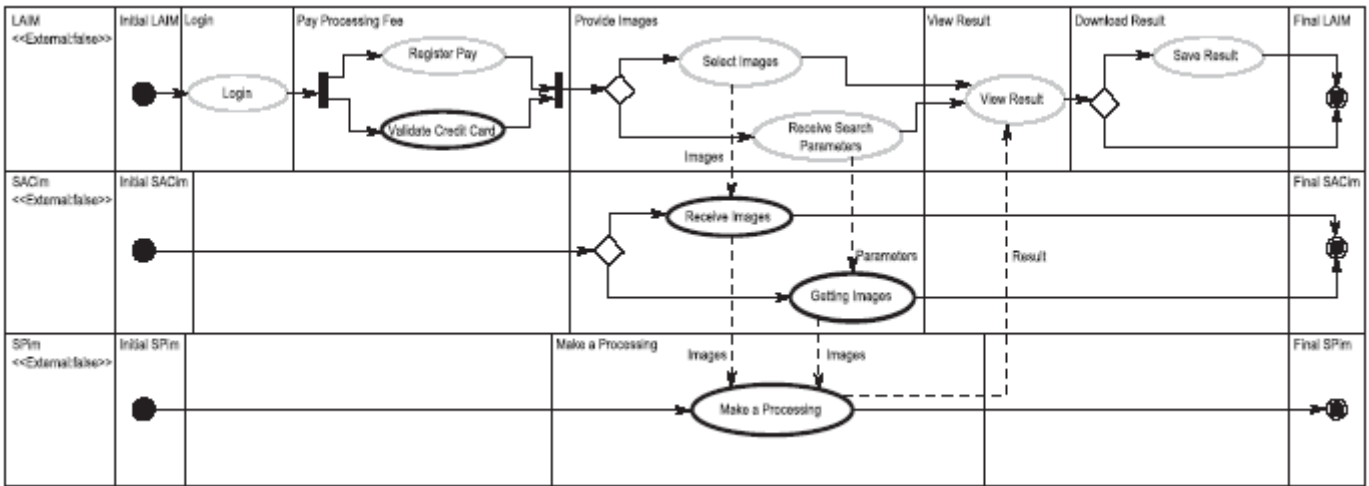 LAIM
<<External:false>>
Initial LAIM
Login
Pay Processing Fee
Provide Images
View Result
Download Result
Final LAIM
Login
Register Pay
Validate Credit Card
Select Images
Receive Search
Parameters
View Result
Save Result
Images
SACim
<<External:false>>
Initial SACim
Final SACim
Receive Images
Parameters
Result
Getting Images
SPim
<<External:false>>
Initial SPim
Make a Processing
Final SPim
Images
Images
Make a Processing